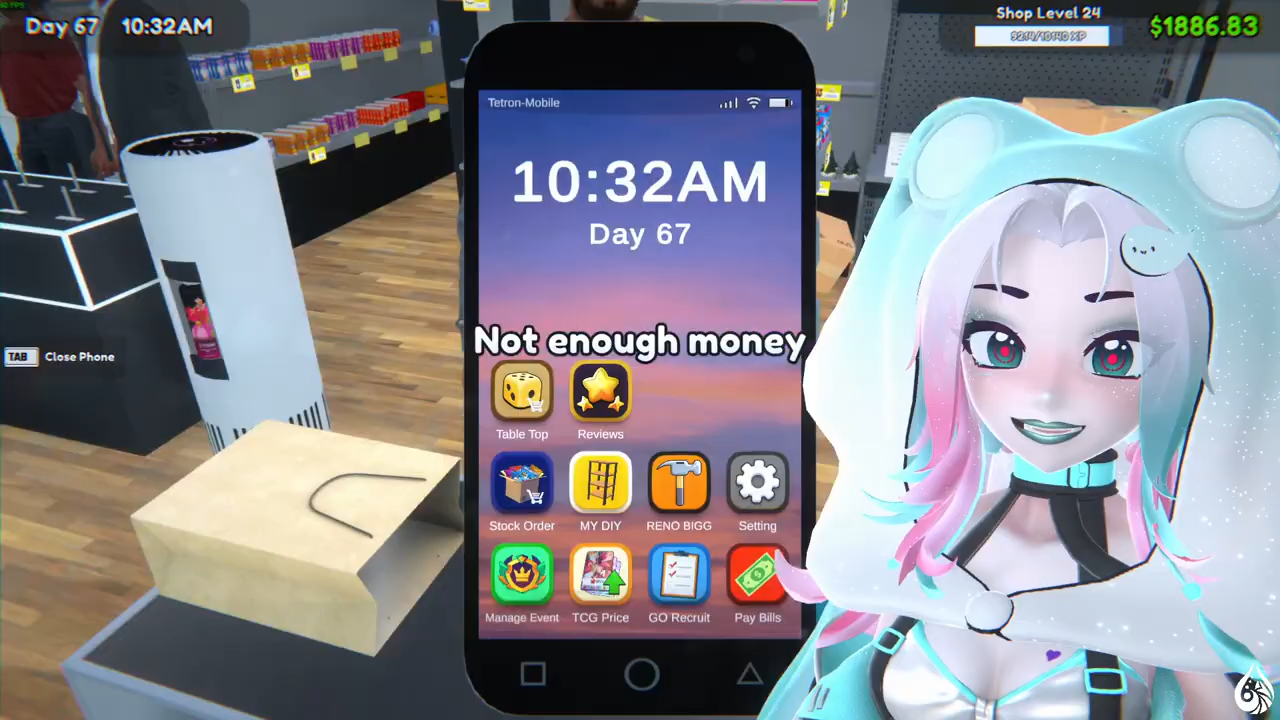 Day 67 10:32AM
Shop Level 24
$1886.83
Tetron-Mobile
10:32AM
Day 67
Not enough money
TAB Close Phone
Table Top Reviews
Stock Order MY DIY RENO BIGG Setting
Manage Event TCG Price GO Recruit Pay Bills